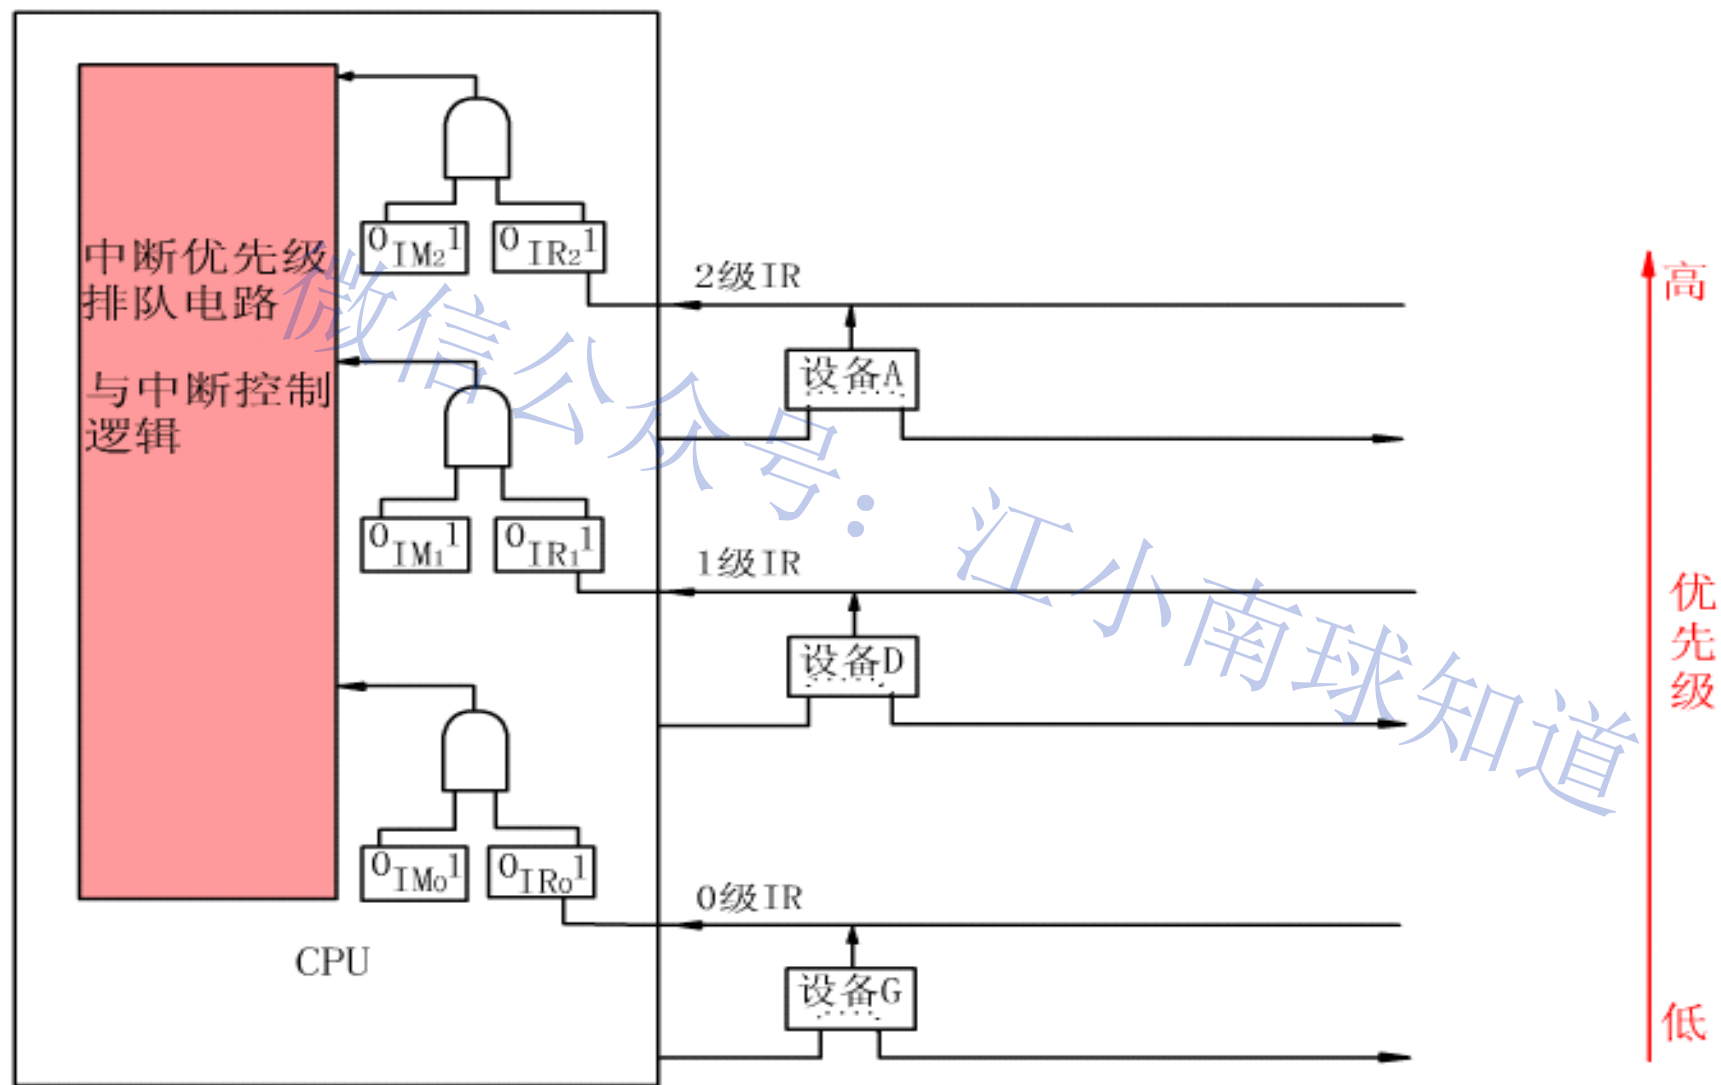 0 IM2 1
0 IR2 1
中断优先级
排队电路
与中断控制
逻辑
2级IR
高
设备A
0 IM1 1
0 IR1 1
1级IR
优先级
设备D
0 IM0 1
0 IR0 1
0级IR
CPU
设备G
低
微信公众号：江小南球知道